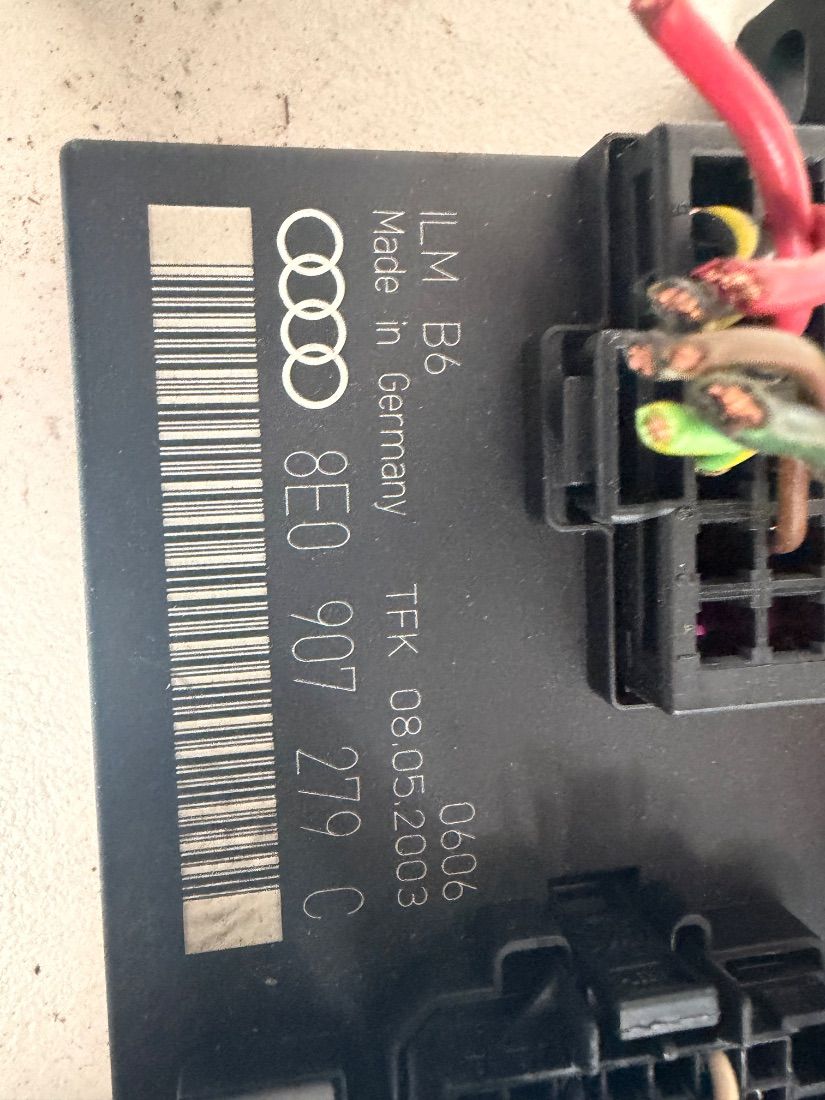 ILM B6 0606
Made in Germany TFK 08.05.2003
8E0 907 279 C